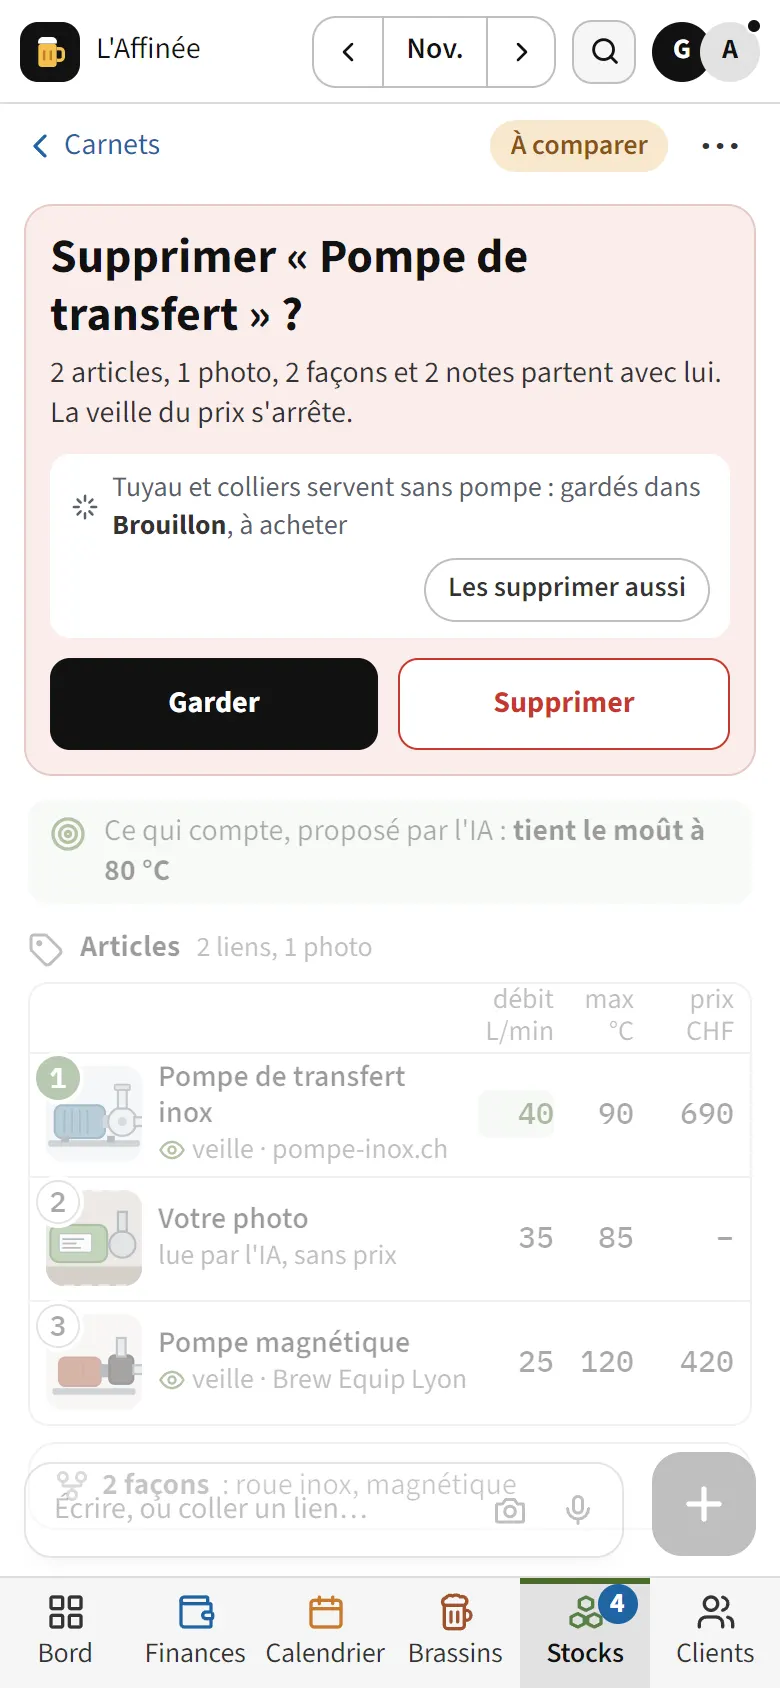 L'Affinée
Nov.
G
A
Carnets
À comparer
Supprimer « Pompe de
transfert » ?
2 articles, 1 photo, 2 façons et 2 notes partent avec lui.
La veille du prix s'arrête.
Tuyau et colliers servent sans pompe : gardés dans
Brouillon, à acheter
Les supprimer aussi
Garder
Supprimer
Ce qui compte, proposé par l'IA : tient le moût à
80 °C
Articles 2 liens, 1 photo
débit max prix
L/min °C CHF
1
Pompe de transfert
inox
40 90 690
veille · pompe-inox.ch
2
Votre photo
35 85 –
lue par l'IA, sans prix
3
Pompe magnétique
25 120 420
veille · Brew Equip Lyon
2 façons : roue inox, magnétique
Écrire, ou coller un lien…
4
Bord Finances Calendrier Brassins Stocks Clients